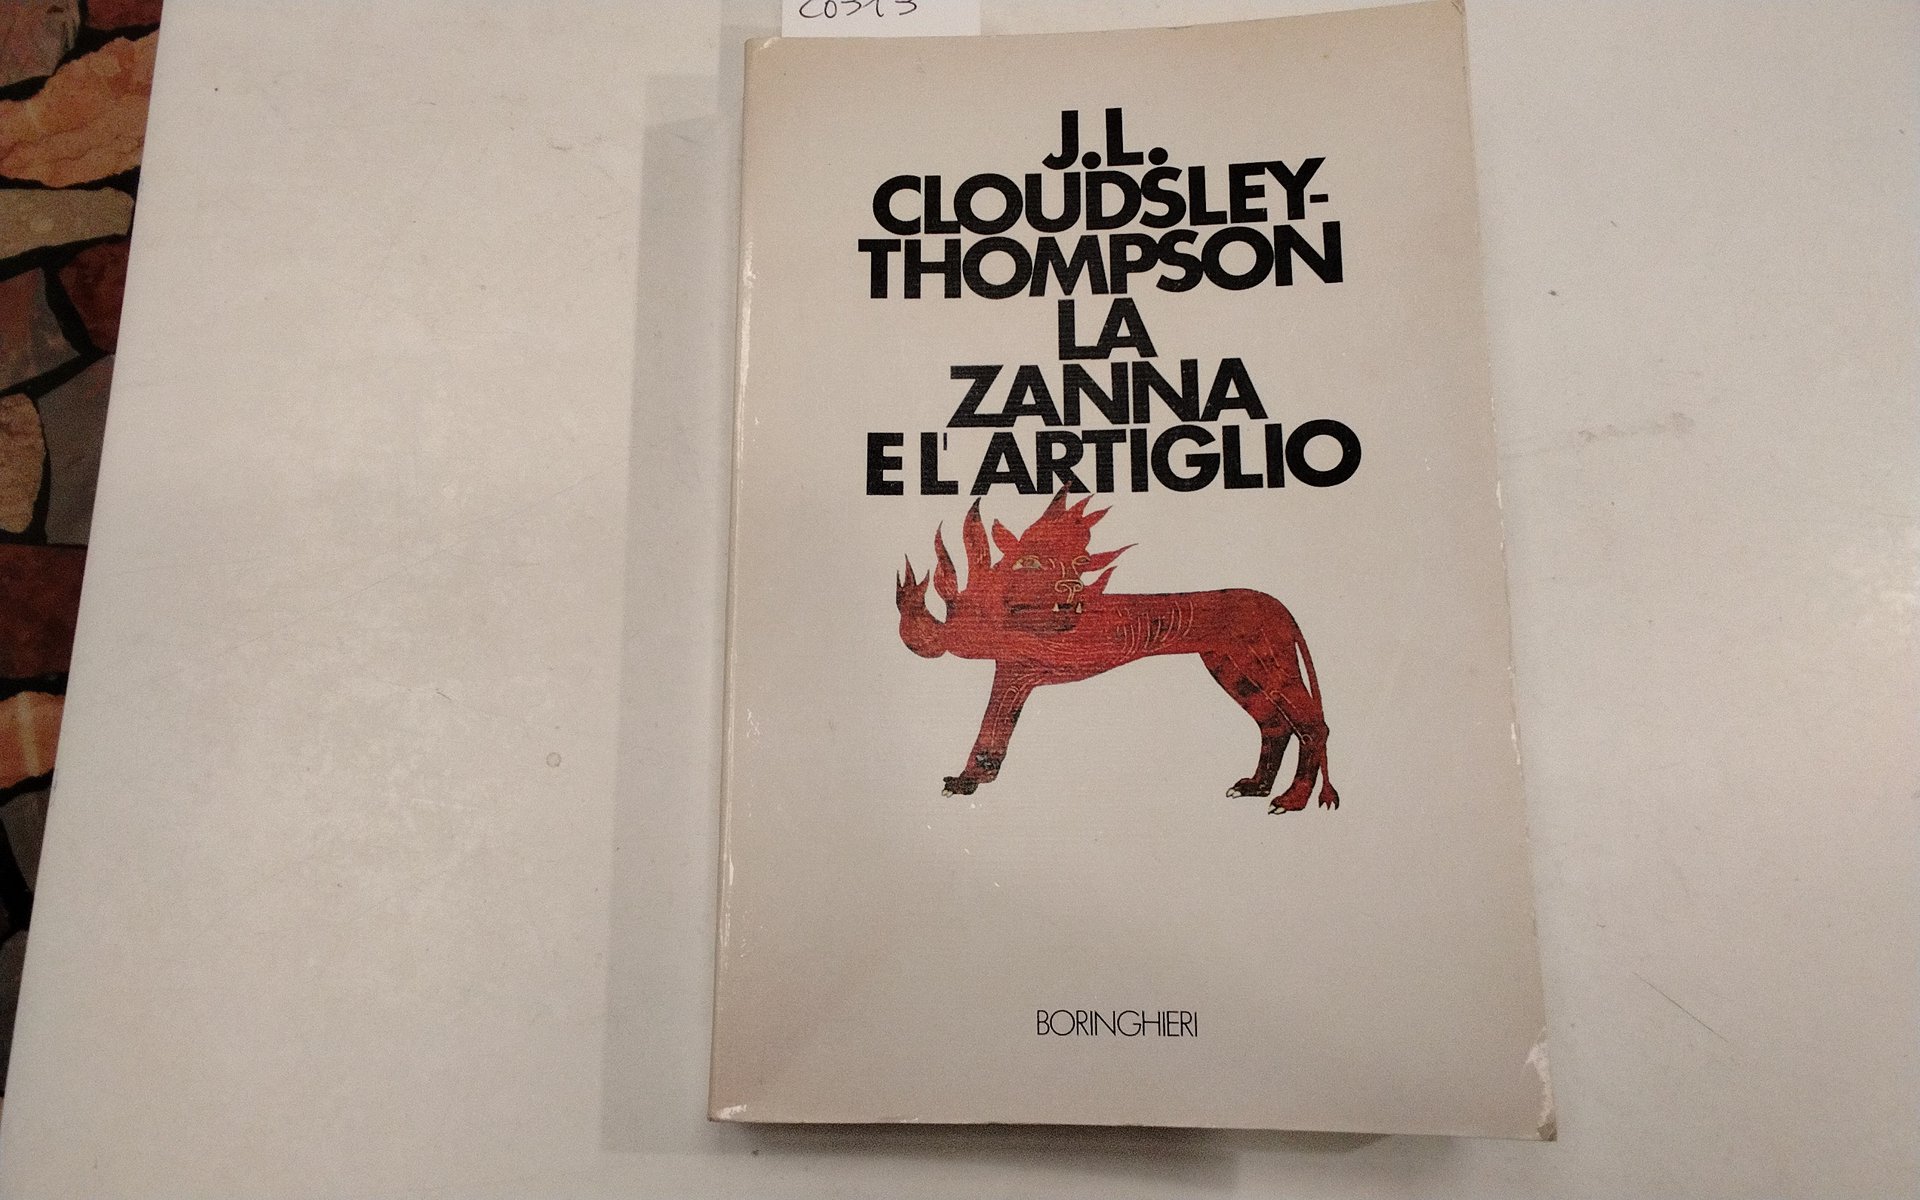 J.L.
CLOUDSLEY-
THOMPSON
LA
ZANNA
E L'ARTIGLIO
BORINGHIERI